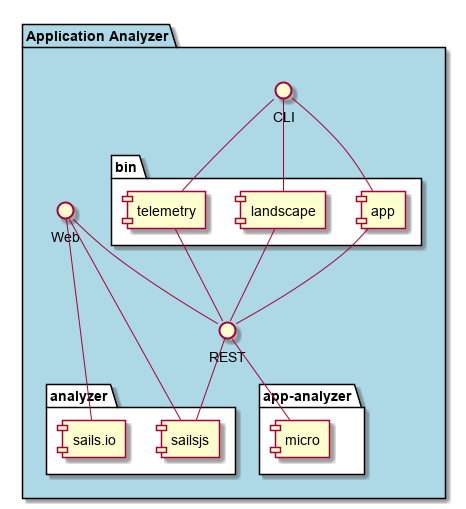 Application Analyzer
CLI
bin
telemetry
landscape
app
Web
REST
analyzer
app-analyzer
sails.io
sailsjs
micro